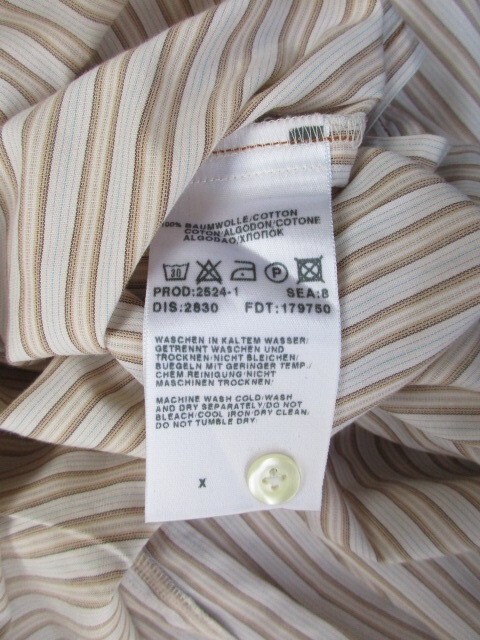 100% BAUMWOLLE/COTTON
COTON/ALGODON/COTONE
ALGODAO/ХЛОПОК
30
P
PROD:2524-1 SEA:8
DIS:2830 FDT:179750
WASCHEN IN KALTEM WASSER/
GETRENNT WASCHEN UND
TROCKNEN/NICHT BLEICHEN/
BUEGELN MIT GERINGER TEMP./
CHEM REINIGUNG/NICHT
MASCHINEN TROCKNEN/
MACHINE WASH COLD/WASH
AND DRY SEPARATELY/DO NOT
BLEACH/COOL IRON/DRY CLEAN/
DO NOT TUMBLE DRY/
X